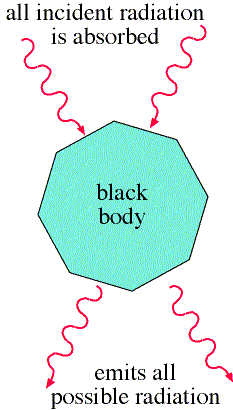 all incident radiation
is absorbed
black
body
emits all
possible radiation